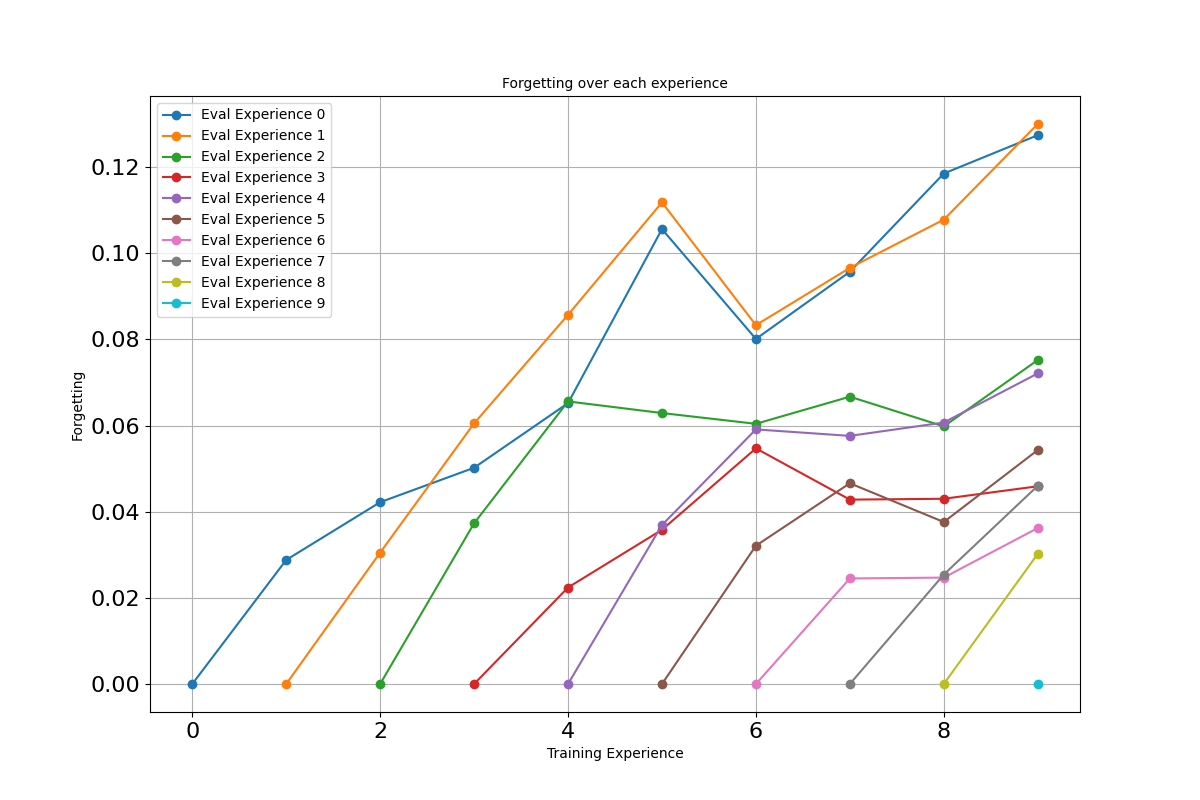 Forgetting over each experience
Eval Experience 0
Eval Experience 1
Eval Experience 2
Eval Experience 3
Eval Experience 4
Eval Experience 5
Eval Experience 6
Eval Experience 7
Eval Experience 8
Eval Experience 9
0.12
0.10
0.08
0.06
0.04
0.02
0.00
Forgetting
0 2 4 6 8
Training Experience